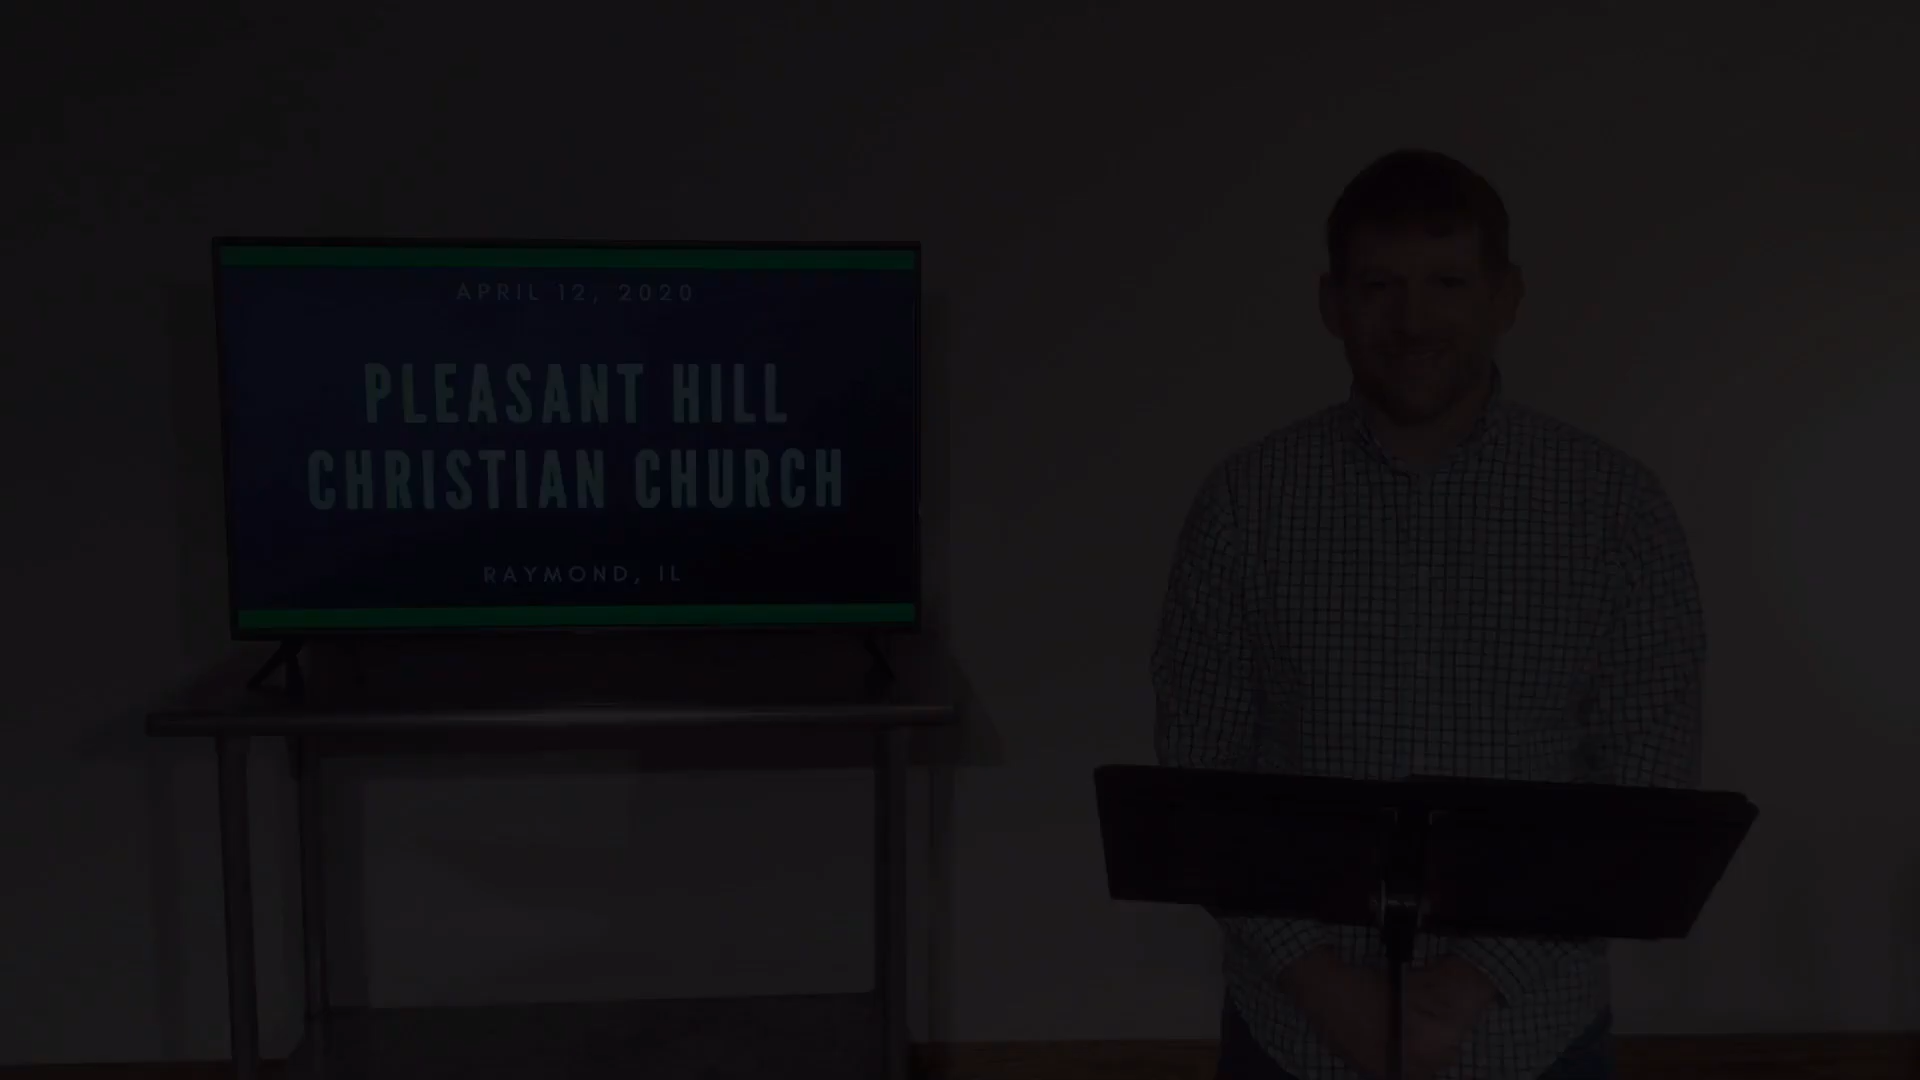 APRIL 12, 2020
PLEASANT HILL
CHRISTIAN CHURCH
RAYMOND, IL